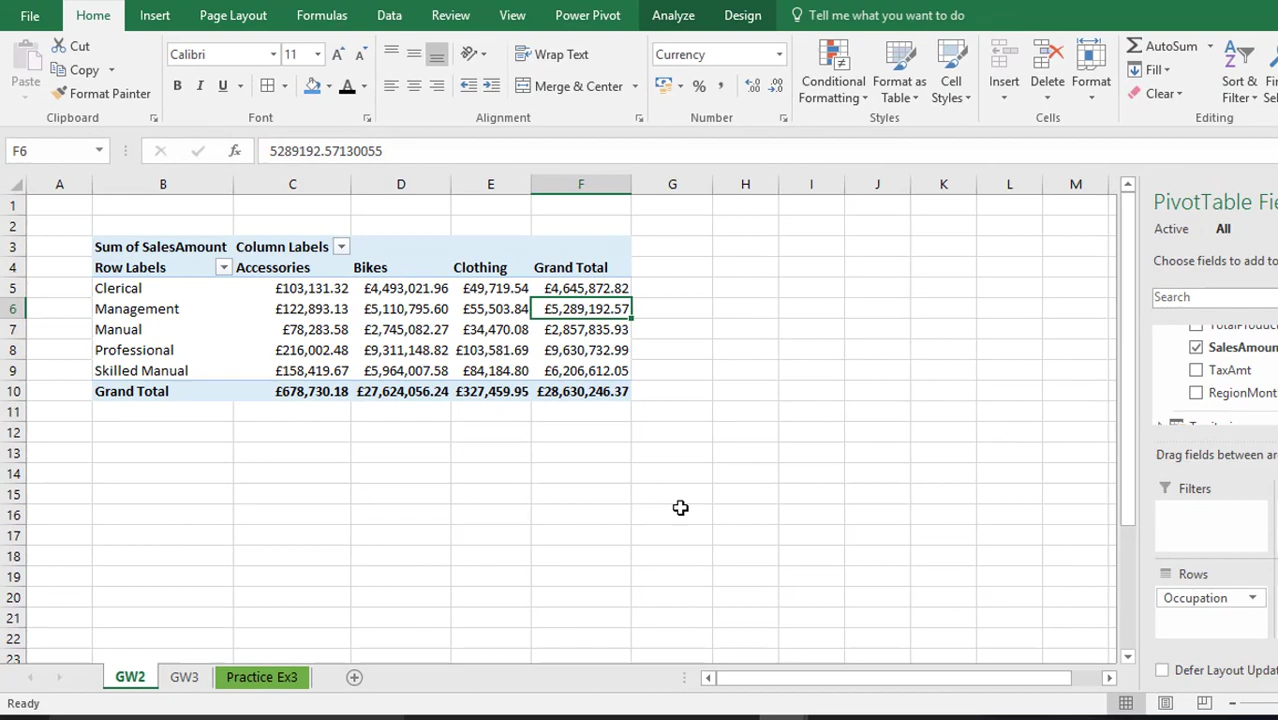 File Home Insert Page Layout Formulas Data Review View Power Pivot Analyze Design Tell me what you want to do
Cut
Copy
Format Painter
Paste
Clipboard
Calibri 11
B I U A
Font
Wrap Text
Merge & Center
Alignment
Currency
%
Number
Conditional Formatting
Format as Table
Cell Styles
Styles
Insert Delete Format
Cells
AutoSum
Fill
Clear
Sort & Filter
Editing
F6 fx 5289192.57130055
A B C D E F G H I J K L M
1
2
3 Sum of SalesAmount Column Labels
4 Row Labels Accessories Bikes Clothing Grand Total
5 Clerical £103,131.32 £4,493,021.96 £49,719.54 £4,645,872.82
6 Management £122,893.13 £5,110,795.60 £55,503.84 £5,289,192.57
7 Manual £78,283.58 £2,745,082.27 £34,470.08 £2,857,835.93
8 Professional £216,002.48 £9,311,148.82 £103,581.69 £9,630,732.99
9 Skilled Manual £158,419.67 £5,964,007.58 £84,184.80 £6,206,612.05
10 Grand Total £678,730.18 £27,624,056.24 £327,459.95 £28,630,246.37
11
12
13
14
15
16
17
18
19
20
21
22
23
PivotTable Fie
Active All
Choose fields to add to
Search
SalesAmoun
TaxAmt
RegionMont
Drag fields between are
Filters
Rows
Occupation
Defer Layout Updat
GW2 GW3 Practice Ex3
Ready